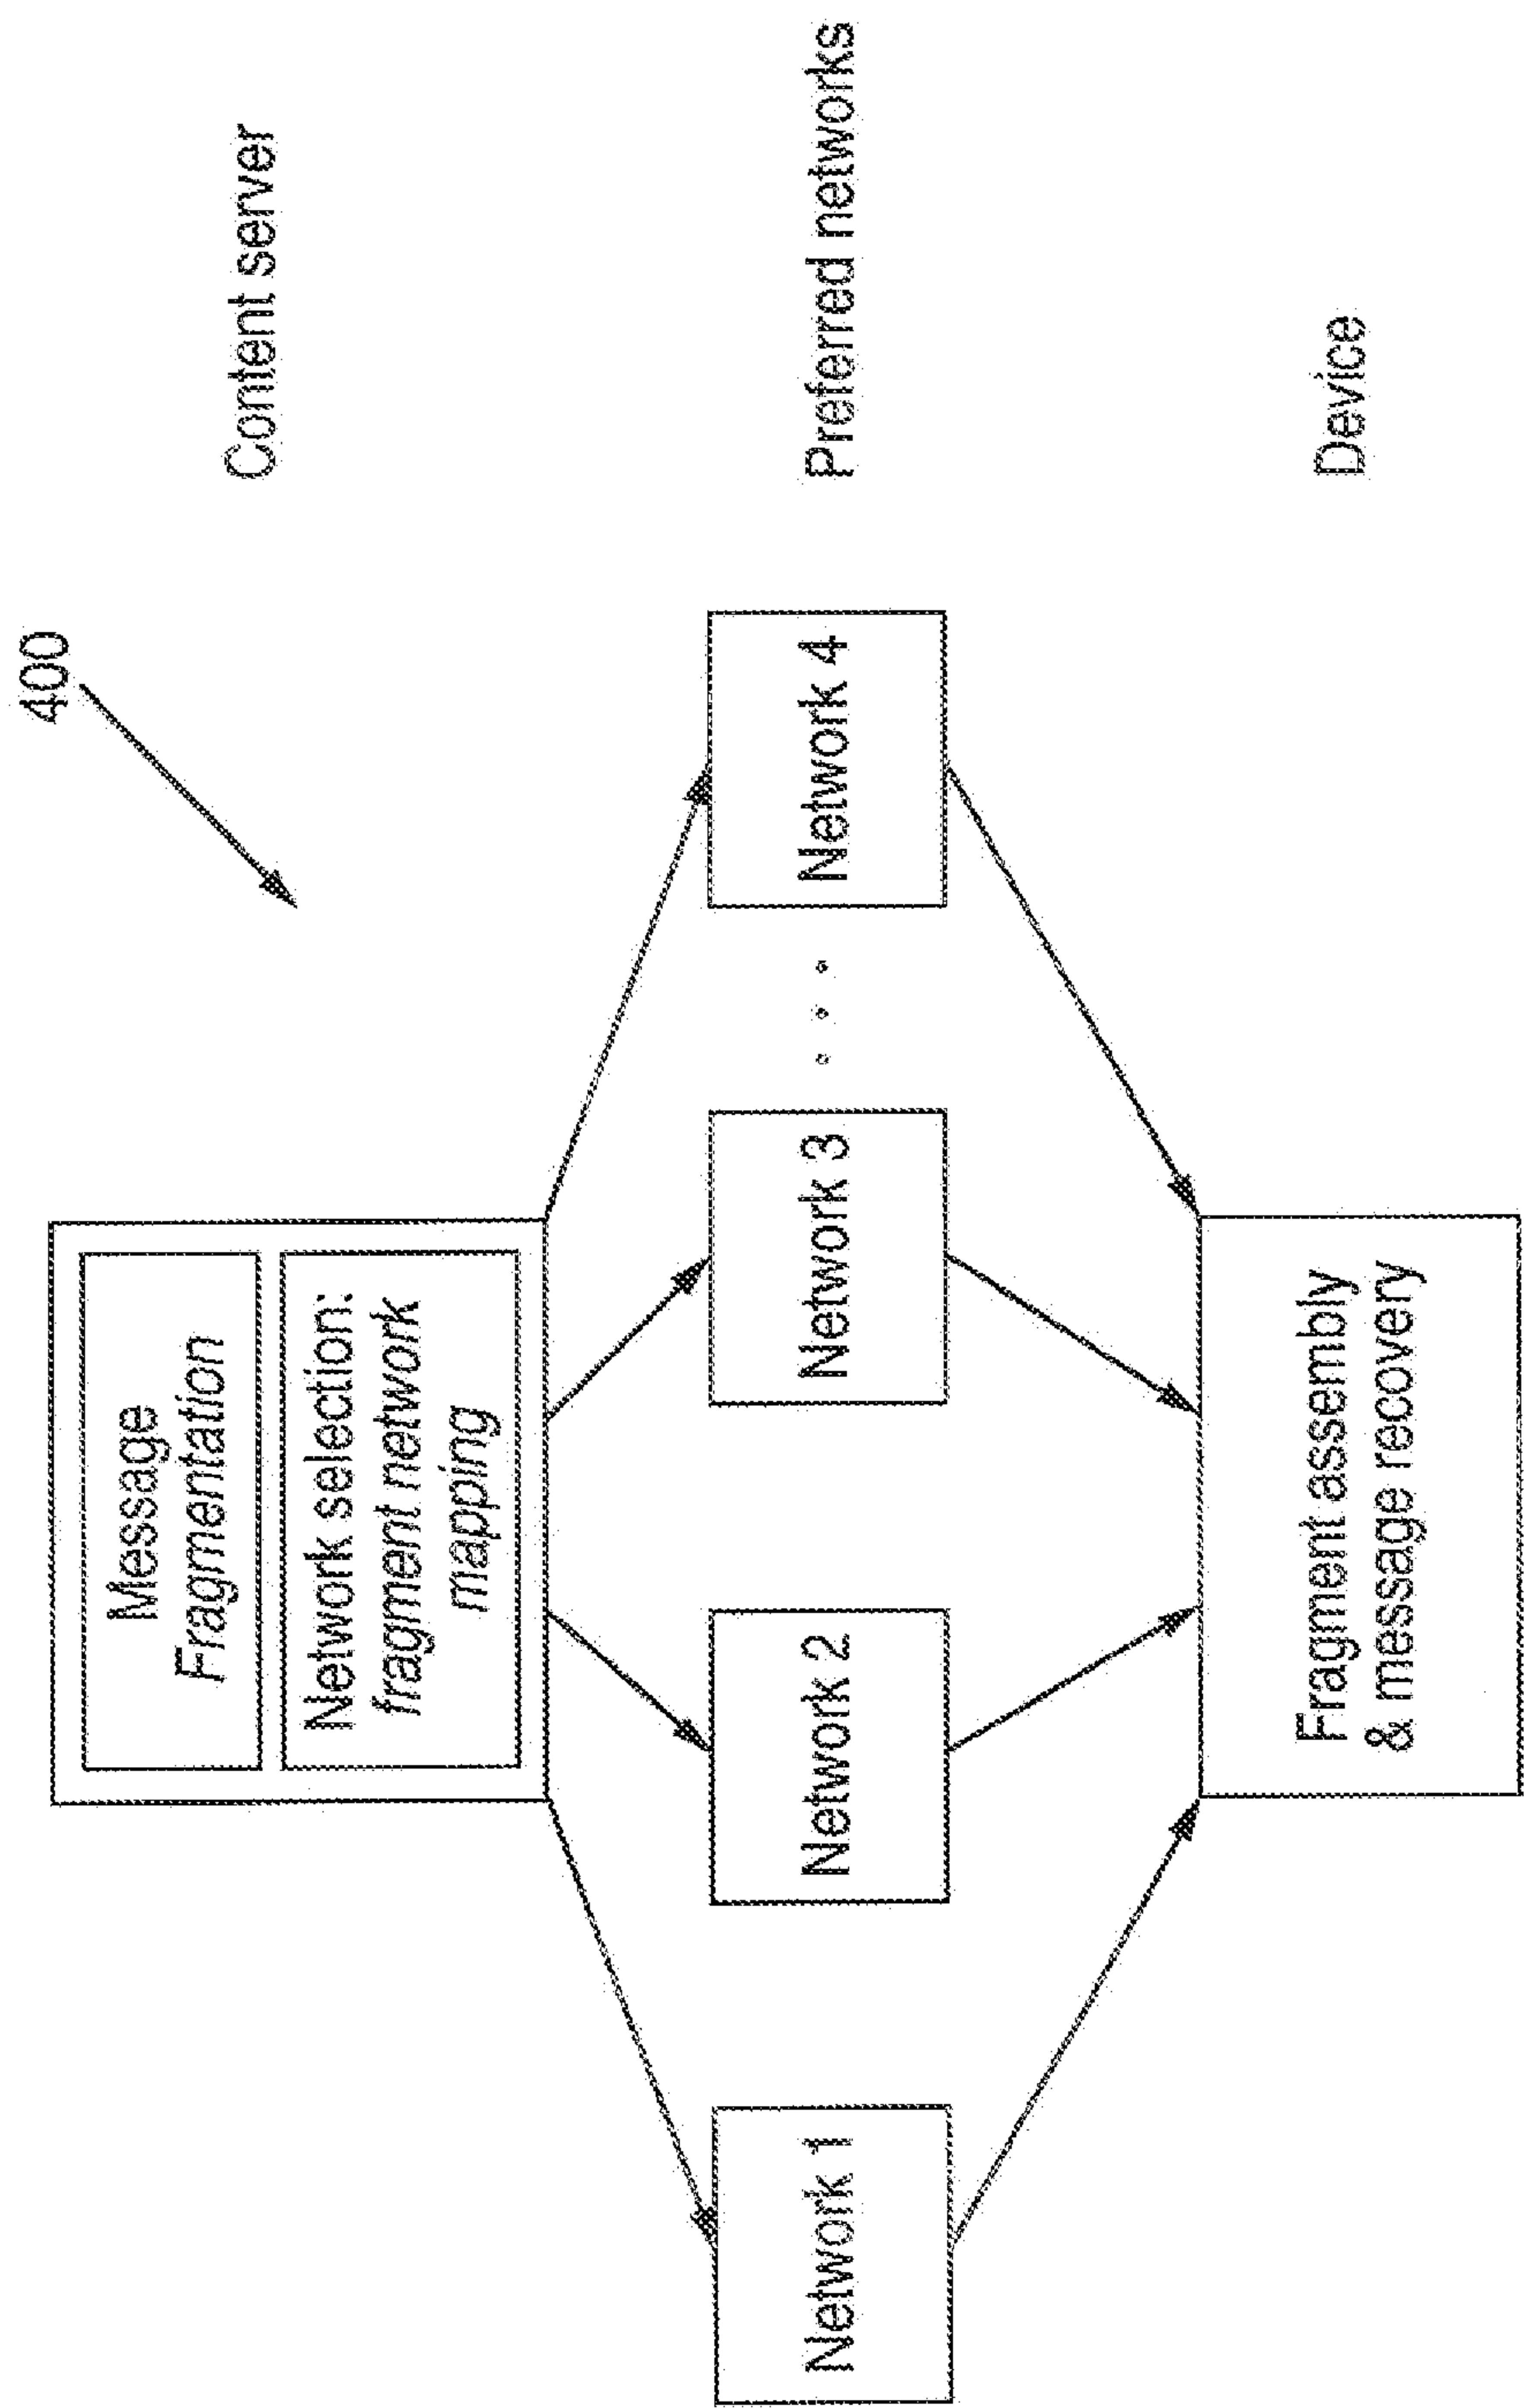 400
Content server
Message
Fragmentation
Network selection:
fragment network
mapping
Preferred networks
Network 1
Network 2
Network 3
. . .
Network 4
Device
Fragment assembly
& message recovery